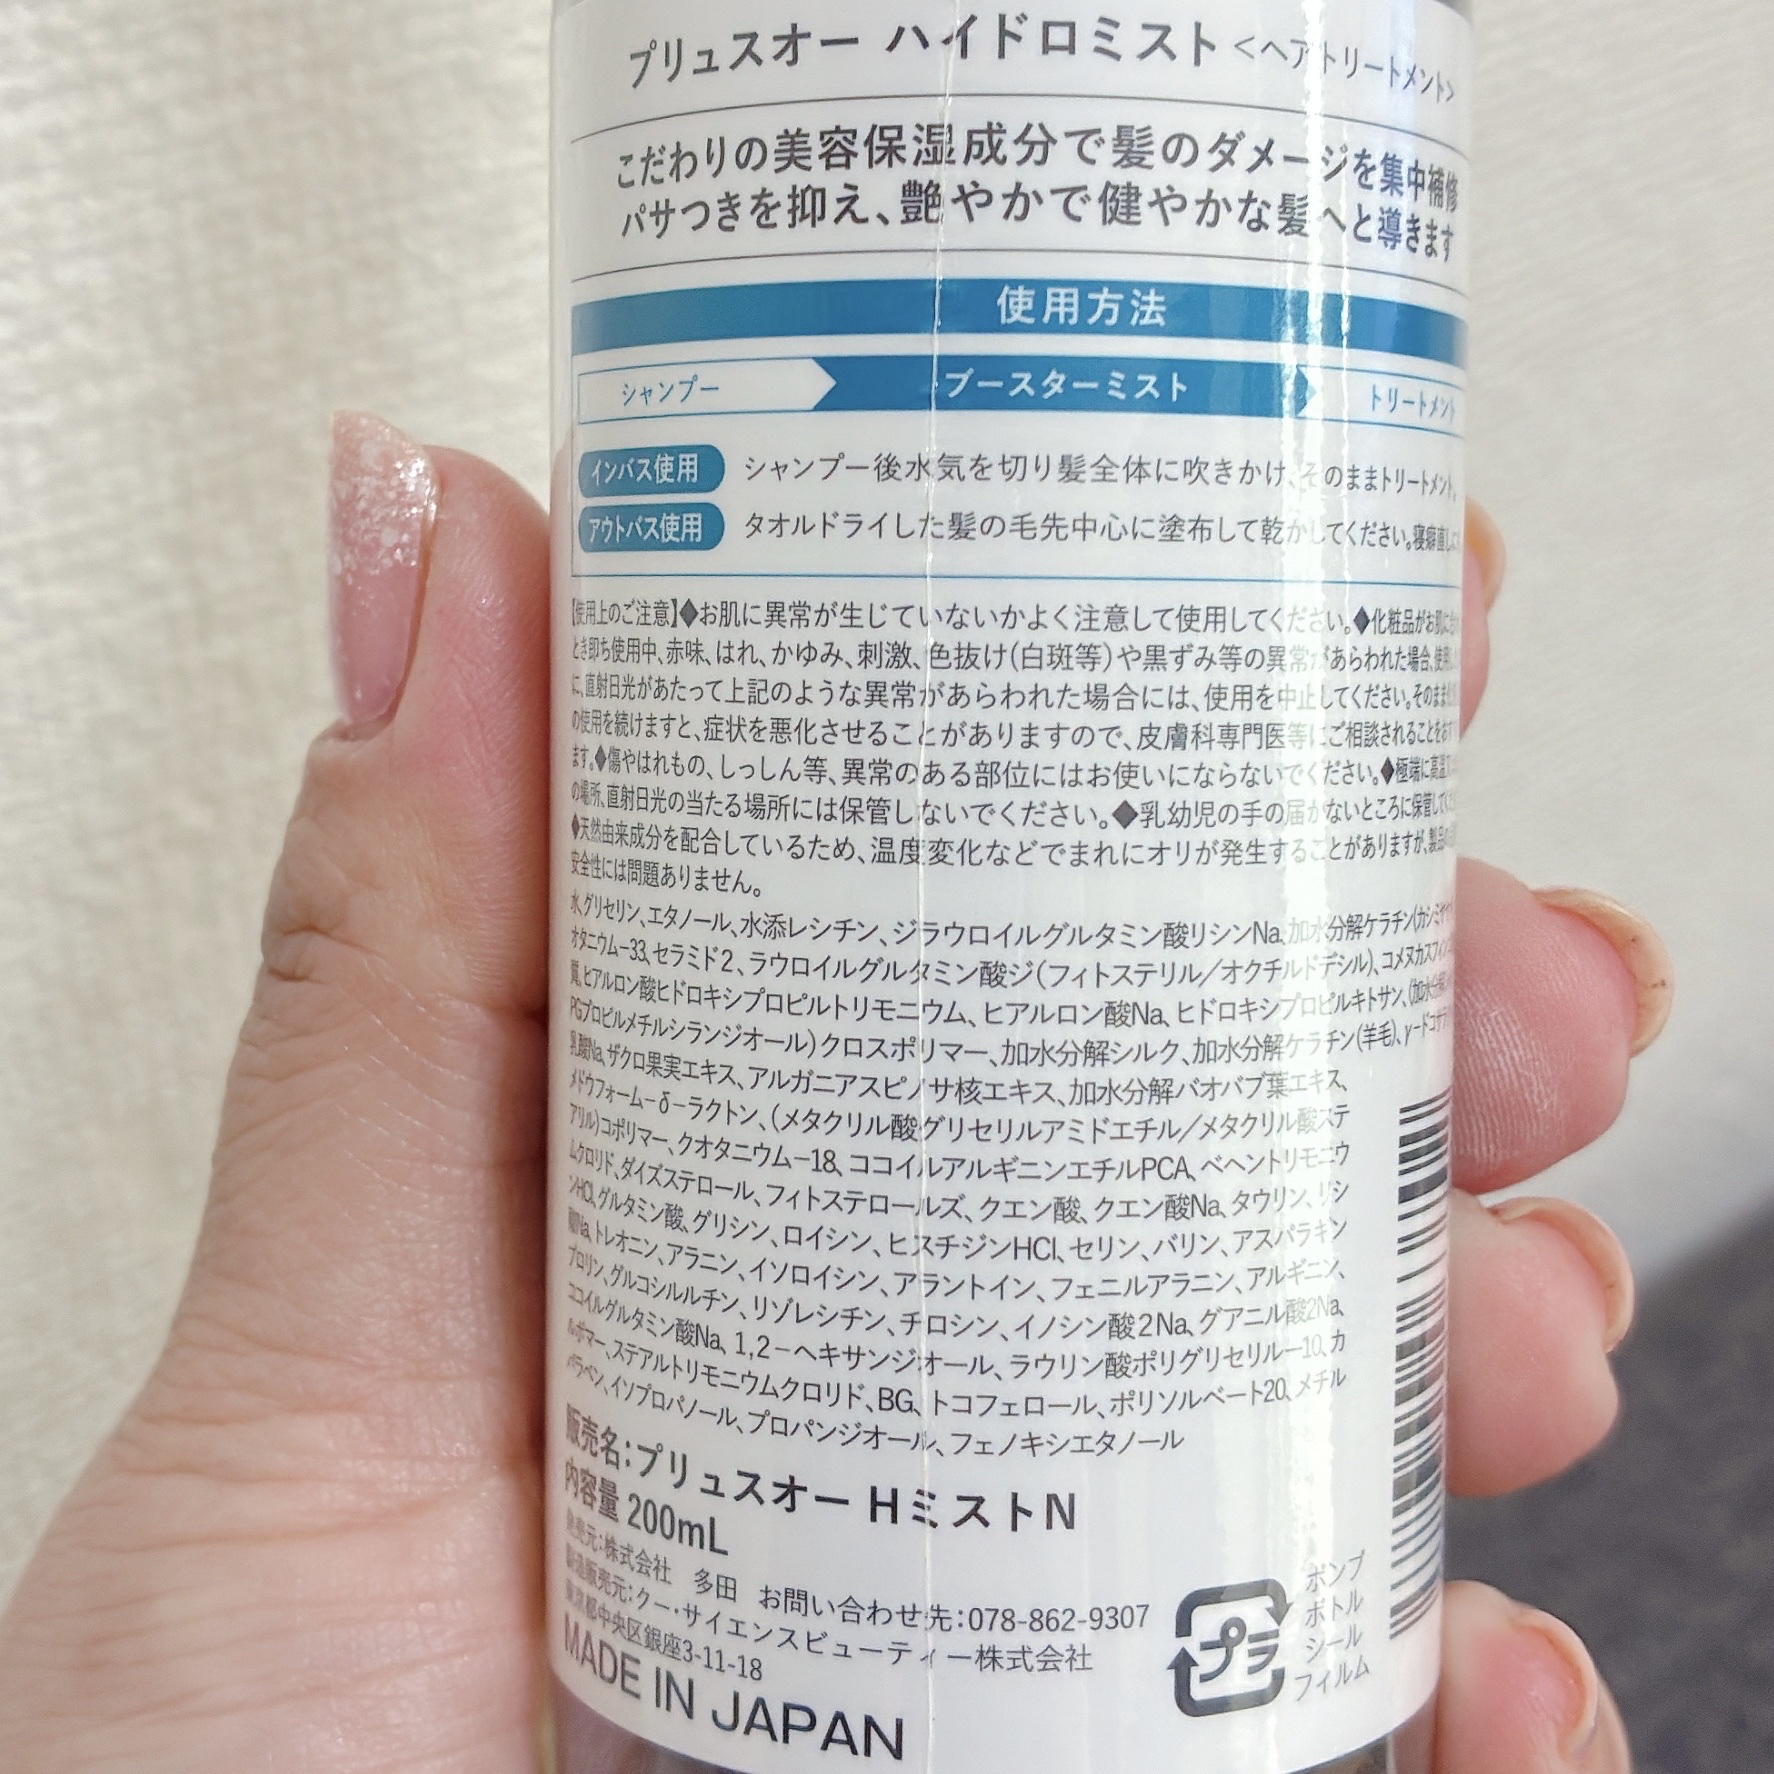 プリュスオー ハイドロミスト<ヘアトリートメント>
こだわりの美容保湿成分で髪のダメージを集中補修
パサつきを抑え、艶やかで健やかな髪へと導きます
使用方法
シャンプー
ブースターミスト
トリートメント
インバス使用 シャンプー後水気を切り髪全体に吹きかけ、そのままトリートメント。
アウトバス使用 タオルドライした髪の毛先中心に塗布して乾かしてください。寝癖直しに
【使用上のご注意】◆お肌に異常が生じていないかよく注意して使用してください。◆化粧品がお肌に
とき即ち使用中、赤味、はれ、かゆみ、刺激、色抜け(白斑等)や黒ずみ等の異常があらわれた場合、使用
に、直射日光があたって上記のような異常があらわれた場合には、使用を中止してください。そのまま
の使用を続けますと、症状を悪化させることがありますので、皮膚科専門医等にご相談されることを
ます。◆傷やはれもの、しっしん等、異常のある部位にはお使いにならないでください。◆極端に高温
の場所、直射日光の当たる場所には保管しないでください。◆乳幼児の手の届かないところに保管して
◆天然由来成分を配合しているため、温度変化などでまれにオリが発生することがありますが、製品の
安全性には問題ありません。
水、グリセリン、エタノール、水添レシチン、ジラウロイルグルタミン酸リシンNa、加水分解ケラチン(カシミヤヤギ
オタニウム-33、セラミド2、ラウロイルグルタミン酸ジ(フィトステリル/オクチルドデシル)、コメヌカスフィンゴ
質、ヒアルロン酸ヒドロキシプロピルトリモニウム、ヒアルロン酸Na、ヒドロキシプロピルキトサン、(加水分解
PGプロピルメチルシランジオール)クロスポリマー、加水分解シルク、加水分解ケラチン(羊毛)、γ-ドコサラ
乳酸Na、ザクロ果実エキス、アルガニアスピノサ核エキス、加水分解バオバブ葉エキス、
メドウフォーム-δ-ラクトン、(メタクリル酸グリセリルアミドエチル/メタクリル酸ステ
アリル)コポリマー、クオタニウム-18、ココイルアルギニンエチルPCA、ベヘントリモニウ
ムクロリド、ダイズステロール、フィトステロールズ、クエン酸、クエン酸Na、タウリン、リシ
ンHCl、グルタミン酸、グリシン、ロイシン、ヒスチジンHCl、セリン、バリン、アスパラギン
酸Na、トレオニン、アラニン、イソロイシン、アラントイン、フェニルアラニン、アルギニン、
プロリン、グルコシルルチン、リゾレシチン、チロシン、イノシン酸2Na、グアニル酸2Na、
ココイルグルタミン酸Na、1,2-ヘキサンジオール、ラウリン酸ポリグリセリル-10、カ
ルボマー、ステアルトリモニウムクロリド、BG、トコフェロール、ポリソルベート20、メチル
パラベン、イソプロパノール、プロパンジオール、フェノキシエタノール
販売名:プリュスオー HミストN
内容量 200mL
発売元:株式会社 多田 お問い合わせ先:078-862-9307
製造販売元:クー・サイエンスビューティー株式会社
東京都中央区銀座3-11-18
MADE IN JAPAN
プラ
ポンプ
ボトル
シール
フィルム